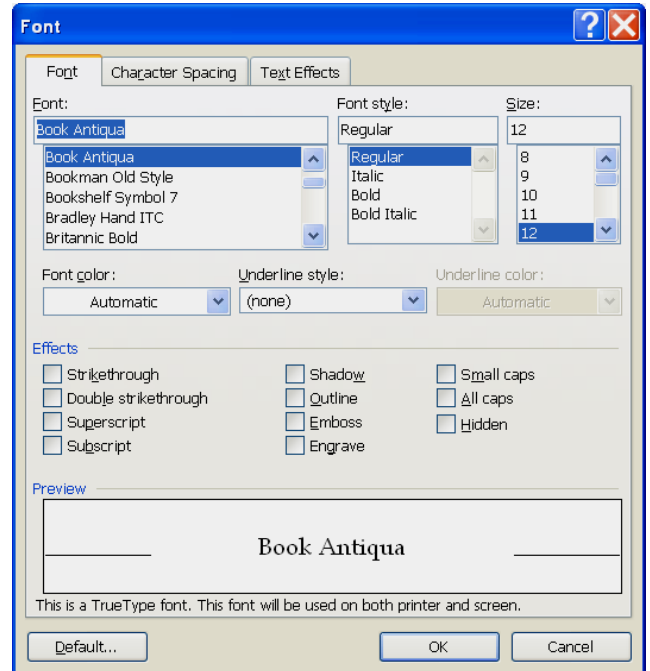 Font
Font Character Spacing Text Effects
Font: Font style: Size:
Book Antiqua Regular 12
Book Antiqua Regular 8
Bookman Old Style Italic 9
Bookshelf Symbol 7 Bold 10
Bradley Hand ITC Bold Italic 11
Britannic Bold 12
Font color: Underline style: Underline color:
Automatic (none) Automatic
Effects
Strikethrough Shadow Small caps
Double strikethrough Outline All caps
Superscript Emboss Hidden
Subscript Engrave
Preview
Book Antiqua
This is a TrueType font. This font will be used on both printer and screen.
Default... OK Cancel